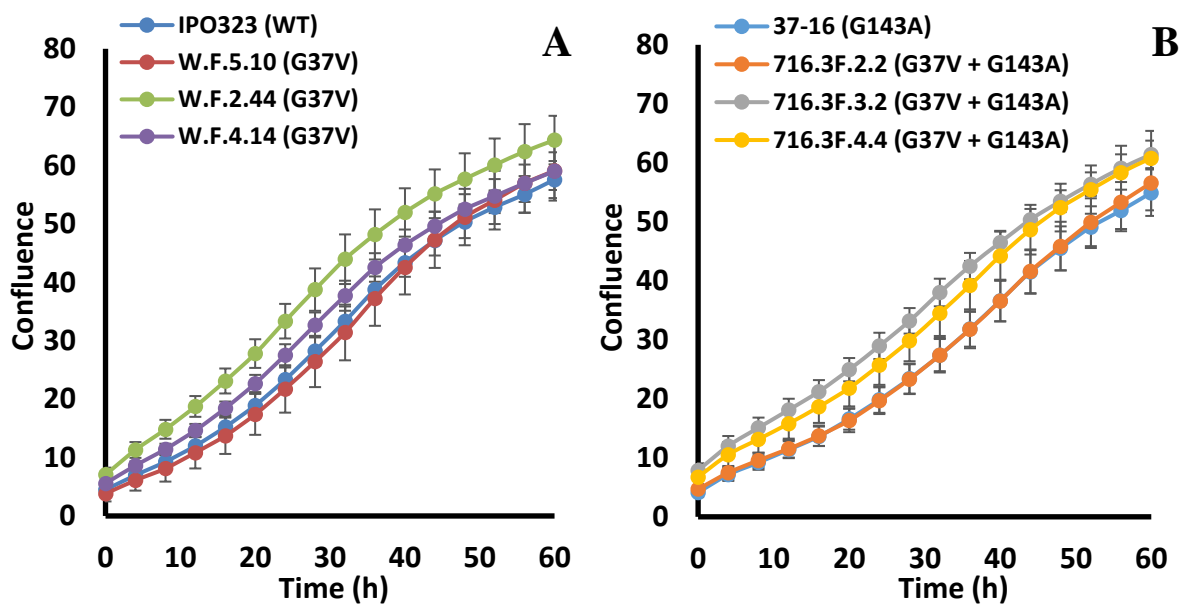 IPO323 (WT)
W.F.5.10 (G37V)
W.F.2.44 (G37V)
W.F.4.14 (G37V)
A
80
70
60
50
40
30
20
10
0
Confluence
0 10 20 30 40 50 60
Time (h)
37-16 (G143A)
716.3F.2.2 (G37V + G143A)
716.3F.3.2 (G37V + G143A)
716.3F.4.4 (G37V + G143A)
B
80
70
60
50
40
30
20
10
0
Confluence
0 10 20 30 40 50 60
Time (h)